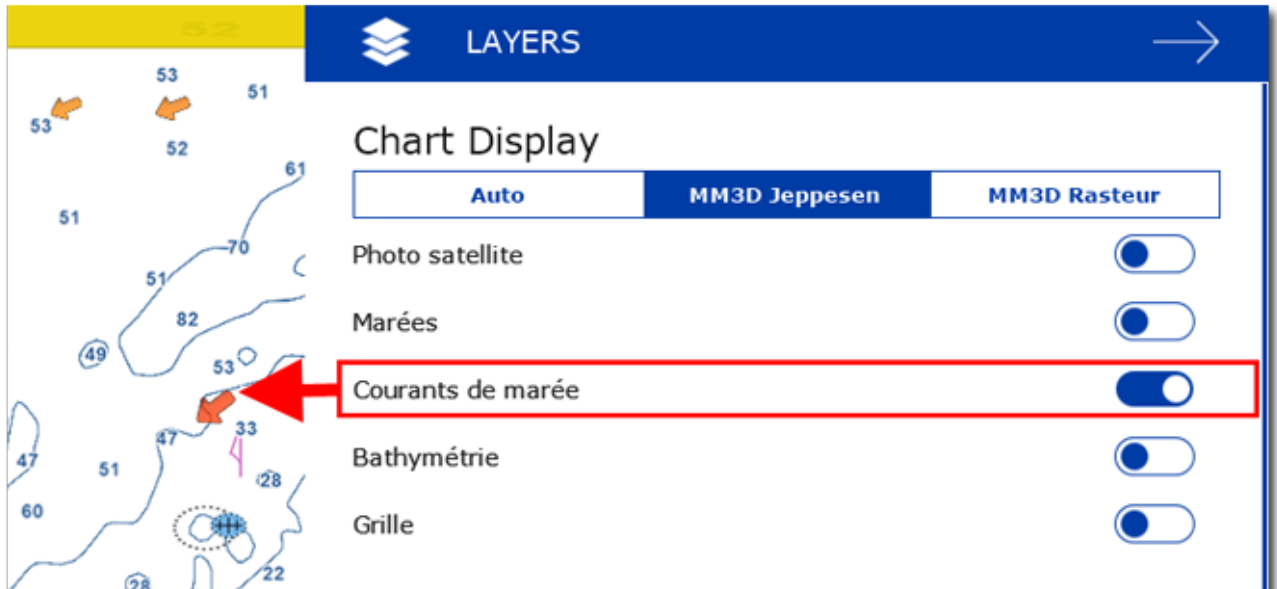 52
LAYERS
53
51
53
52
Chart Display
61
Auto
MM3D Jeppesen
MM3D Rasteur
51
70
Photo satellite
51
82
Marées
49
53
Courants de marée
33
47
47
51
Bathymétrie
28
60
Grille
22
28